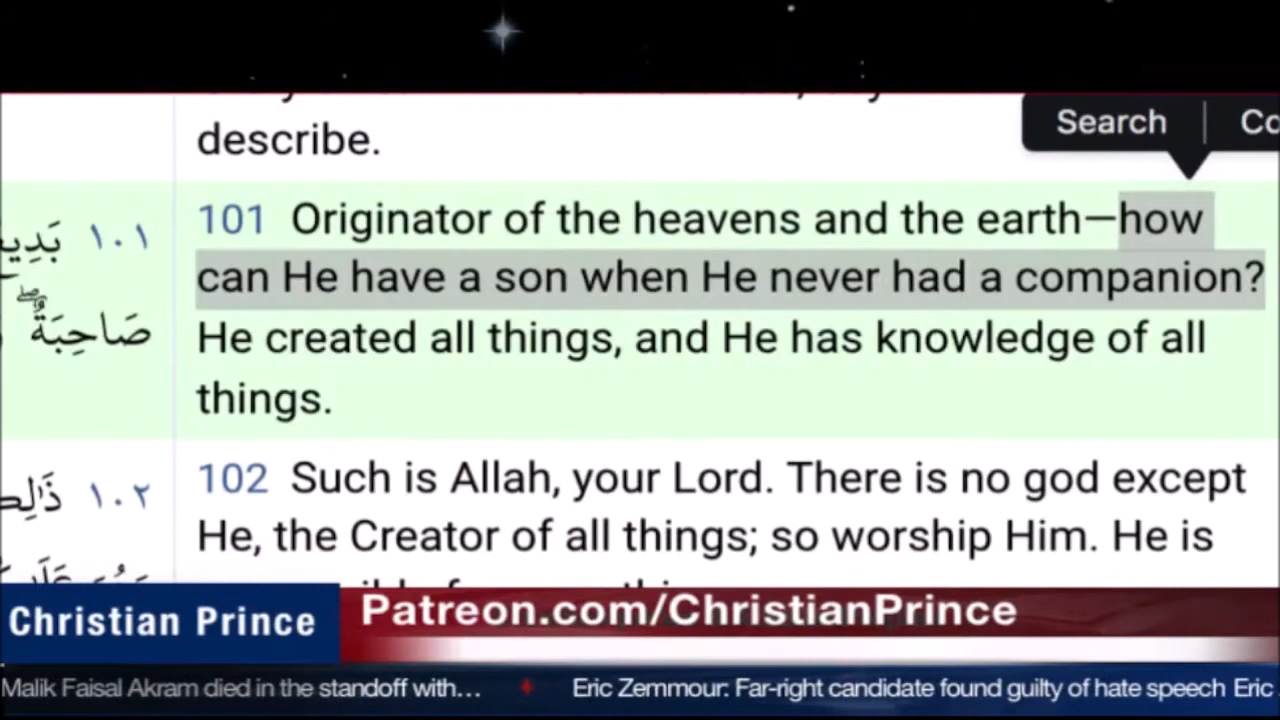 describe.
Search
101 Originator of the heavens and the earth—how
can He have a son when He never had a companion?
He created all things, and He has knowledge of all
things.
١٠١
صَاحِبَةٌ ۖ
102 Such is Allah, your Lord. There is no god except
He, the Creator of all things; so worship Him. He is
١٠٢
Christian Prince
Patreon.com/ChristianPrince
Malik Faisal Akram died in the standoff with... ♦ Eric Zemmour: Far-right candidate found guilty of hate speech Eric